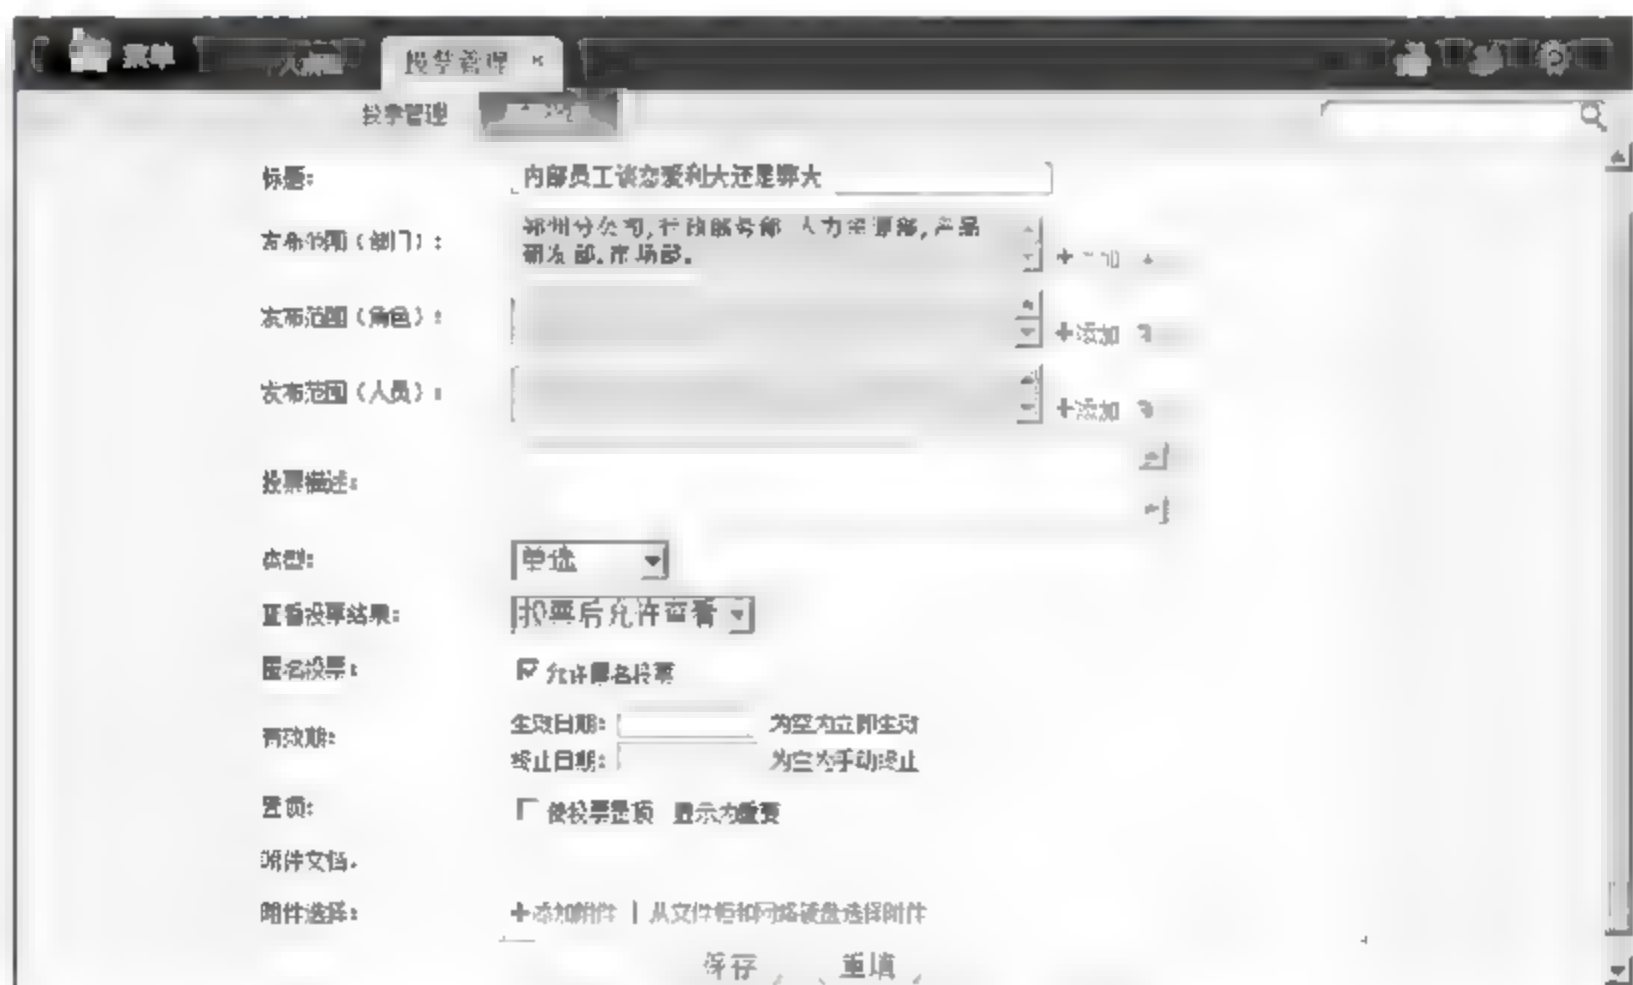 菜单
投票管理 ×
投票管理
标题： 内部员工谈恋爱利大还是弊大
发布范围（部门）： 郑州分公司,行政服务部 人力资源部,产品
研发部,市场部,
发布范围（角色）： +添加
发布范围（人员）： +添加
投票描述：
类型： 单选
查看投票结果： 投票后允许查看
匿名投票： 允许匿名投票
有效期：
生效日期： 为空为立即生效
终止日期： 为空为手动终止
置顶： 使投票置顶 显示为重要
附件文档：
附件选择： +添加附件 | 从文件柜和网络硬盘选择附件
保存 重填